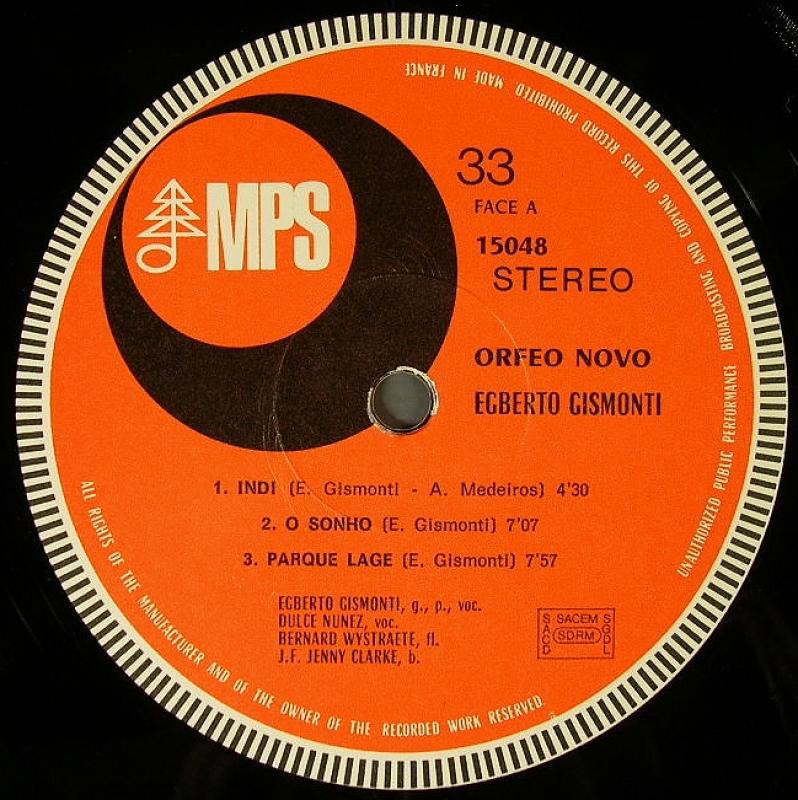 MPS
33
FACE A
15048
STEREO
ORFEO NOVO
EGBERTO GISMONTI
1. INDI (E. Gismonti - A. Medeiros) 4'30
2. O SONHO (E. Gismonti) 7'07
3. PARQUE LAGE (E. Gismonti) 7'57
EGBERTO GISMONTI, g., p., voc.
DULCE NUNEZ, voc.
BERNARD WYSTRAETE, fl.
J.F. JENNY CLARKE, b.
SACD SACEM SDRM SGDL
ALL RIGHTS OF THE MANUFACTURER AND OF THE OWNER OF THE RECORDED WORK RESERVED
UNAUTHORIZED PUBLIC PERFORMANCE BROADCASTING AND COPYING OF THIS RECORD PROHIBITED MADE IN FRANCE